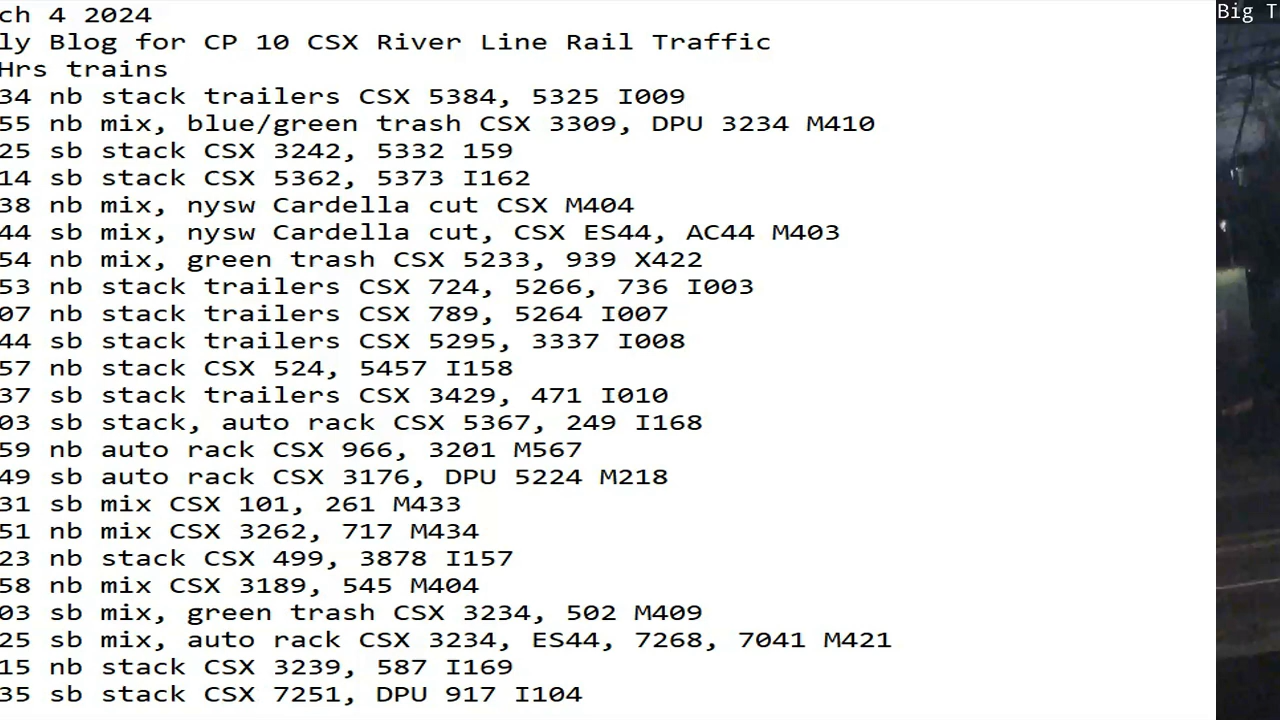 ch 4 2024
ly Blog for CP 10 CSX River Line Rail Traffic
Hrs trains
34 nb stack trailers CSX 5384, 5325 I009
55 nb mix, blue/green trash CSX 3309, DPU 3234 M410
25 sb stack CSX 3242, 5332 159
14 sb stack CSX 5362, 5373 I162
38 nb mix, nysw Cardella cut CSX M404
44 sb mix, nysw Cardella cut, CSX ES44, AC44 M403
54 nb mix, green trash CSX 5233, 939 X422
53 nb stack trailers CSX 724, 5266, 736 I003
07 nb stack trailers CSX 789, 5264 I007
44 sb stack trailers CSX 5295, 3337 I008
57 nb stack CSX 524, 5457 I158
37 sb stack trailers CSX 3429, 471 I010
03 sb stack, auto rack CSX 5367, 249 I168
59 nb auto rack CSX 966, 3201 M567
49 sb auto rack CSX 3176, DPU 5224 M218
31 sb mix CSX 101, 261 M433
51 nb mix CSX 3262, 717 M434
23 nb stack CSX 499, 3878 I157
58 nb mix CSX 3189, 545 M404
03 sb mix, green trash CSX 3234, 502 M409
25 sb mix, auto rack CSX 3234, ES44, 7268, 7041 M421
15 nb stack CSX 3239, 587 I169
35 sb stack CSX 7251, DPU 917 I104
Big T